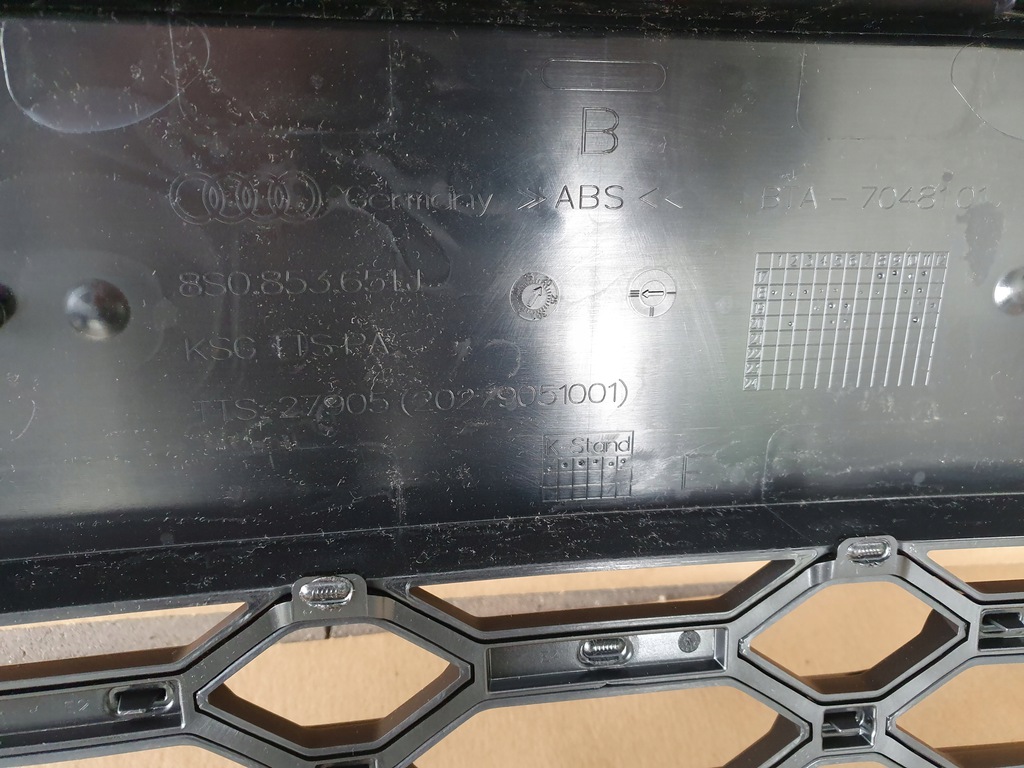 B
Germany >>ABS<<
8S0.853.651.J
KSG TTS-PA
TTS-27905 (20279051001)
K.Stand
F